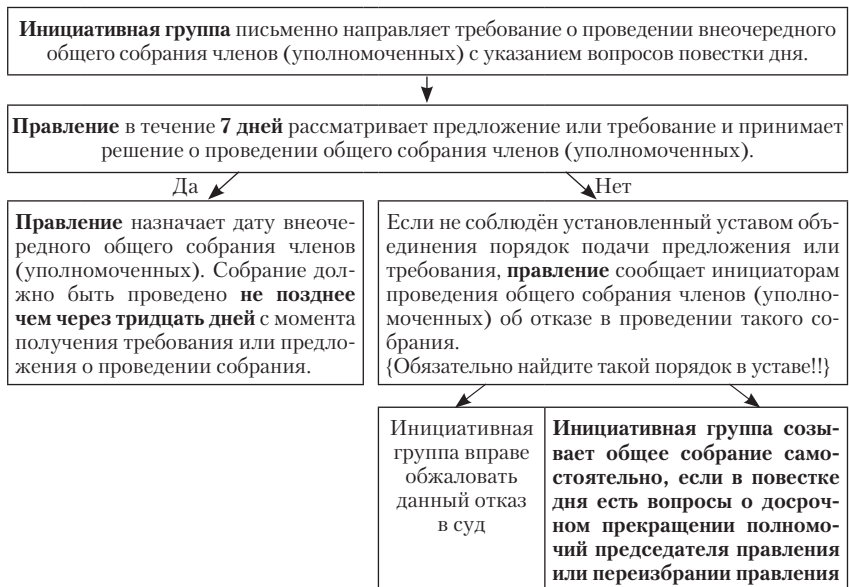 Инициативная группа письменно направляет требование о проведении внеочередного
общего собрания членов (уполномоченных) с указанием вопросов повестки дня.
Правление в течение 7 дней рассматривает предложение или требование и принимает
решение о проведении общего собрания членов (уполномоченных).
Да
Нет
Правление назначает дату внеоче-
редного общего собрания членов
(уполномоченных). Собрание дол-
жно быть проведено не позднее
чем через тридцать дней с момента
получения требования или предло-
жения о проведении собрания.
Если не соблюдён установленный уставом объ-
единения порядок подачи предложения или
требования, правление сообщает инициаторам
проведения общего собрания членов (уполно-
моченных) об отказе в проведении такого со-
брания.
{Обязательно найдите такой порядок в уставе!!}
Инициативная
группа вправе
обжаловать
данный отказ
в суд
Инициативная группа созы-
вает общее собрание само-
стоятельно, если в повестке
дня есть вопросы о досроч-
ном прекращении полномо-
чий председателя правления
или переизбрании правления